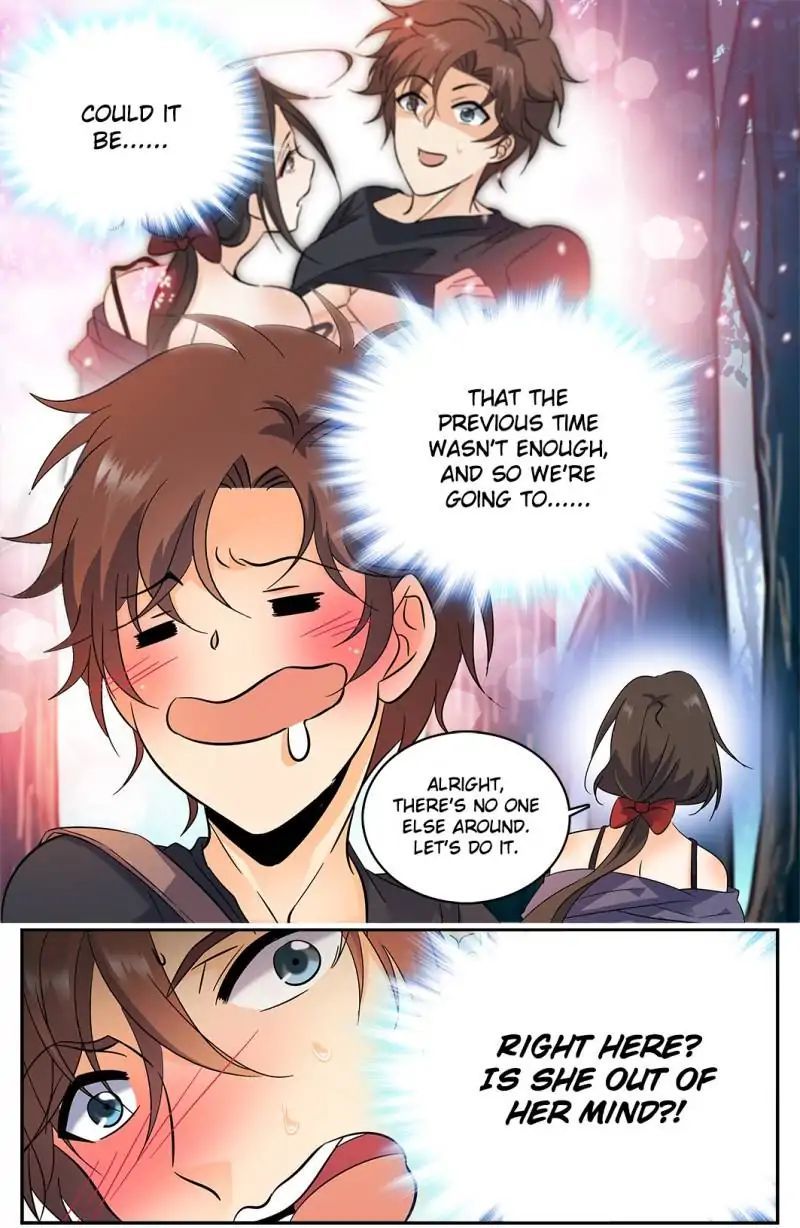 COULD IT
BE......
THAT THE
PREVIOUS TIME
WASN'T ENOUGH,
AND SO WE'RE
GOING TO......
ALRIGHT,
THERE'S NO ONE
ELSE AROUND.
LET'S DO IT.
RIGHT HERE?
IS SHE OUT OF
HER MIND?!